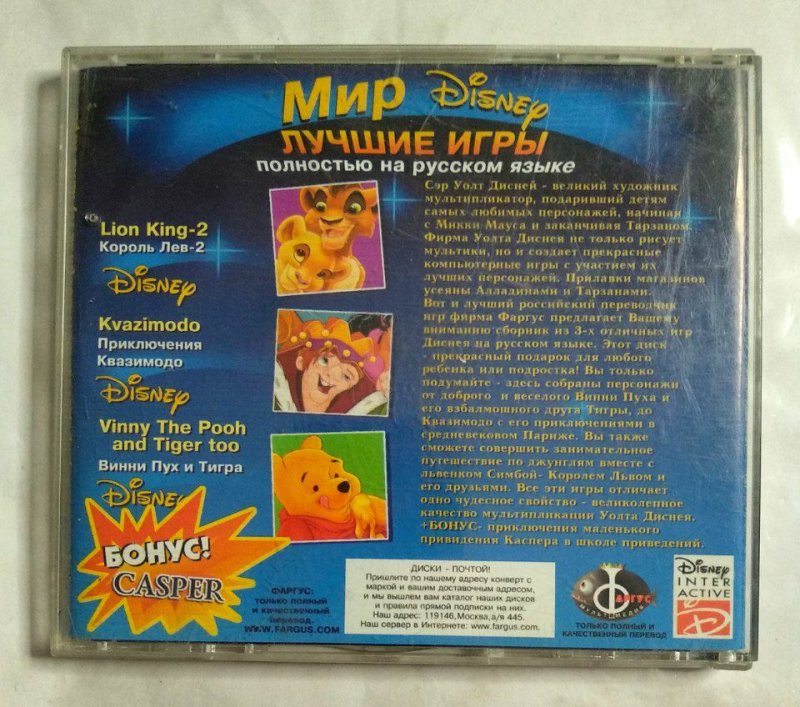 Мир Disney
ЛУЧШИЕ ИГРЫ
полностью на русском языке
Lion King-2
Король Лев-2
Disney
Kvazimodo
Приключения
Квазимодо
Disney
Vinny The Pooh
and Tiger too
Винни Пух и Тигра
Disney
БОНУС!
CASPER
Сэр Уолт Дисней - великий художник
мультипликатор, подаривший детям
самых любимых персонажей, начиная
с Микки Мауса и заканчивая Тарзаном.
Фирма Уолта Диснея не только рисует
мультики, но и создает прекрасные
компьютерные игры с участием их
лучших персонажей. Прилавки магазинов
усеяны Алладинами и Тарзанами.
Вот и лучший российский переводчик
игр фирма Фаргус предлагает Вашему
вниманию сборник из 3-х отличных игр
Диснея на русском языке. Этот диск
- прекрасный подарок для любого
ребенка или подростка! Вы только
подумайте - здесь собраны персонажи
от доброго и веселого Винни Пуха и
его взбалмошного друга Тигры, до
Квазимодо с его приключениями в
средневековом Париже. Вы также
сможете совершить занимательное
путешествие по джунглям вместе с
львенком Симбой- Королем Львом и
его друзьями. Все эти игры отличает
одно чудесное свойство - великолепное
качество мультипликации Уолта Диснея.
+БОНУС- приключения маленького
привидения Каспера в школе приведений.
ФАРГУС:
только полный
и качественный
перевод.
WWW.FARGUS.COM
ДИСКИ - ПОЧТОЙ!
Пришлите по нашему адресу конверт с
маркой и вашим доставочным адресом,
и мы вышлем вам каталог наших дисков
и правила прямой подписки на них.
Наш адрес: 119146,Москва,а/я 445.
Наш сервер в Интернете: www.fargus.com.
ФАРГУС
МУЛЬТИМЕДИА
ТОЛЬКО ПОЛНЫЙ И
КАЧЕСТВЕННЫЙ ПЕРЕВОД
Disney
INTER
ACTIVE